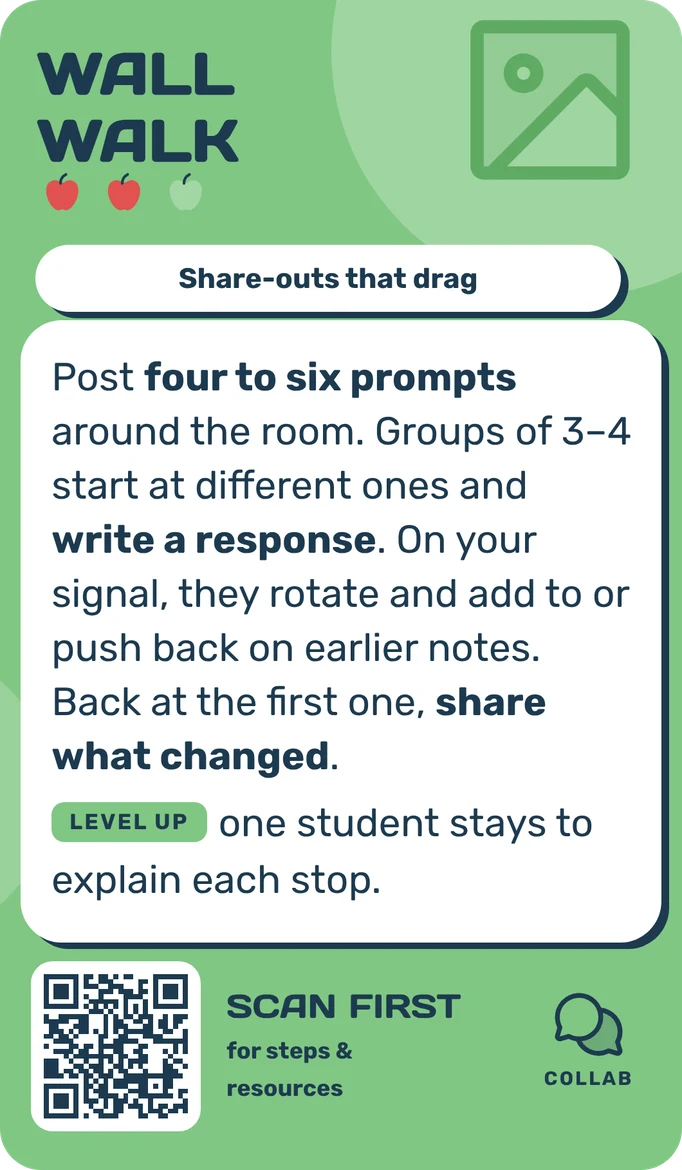 WALL
WALK
Share-outs that drag
Post four to six prompts
around the room. Groups of 3–4
start at different ones and
write a response. On your
signal, they rotate and add to or
push back on earlier notes.
Back at the first one, share
what changed.
LEVEL UP one student stays to
explain each stop.
SCAN FIRST
for steps &
resources
COLLAB